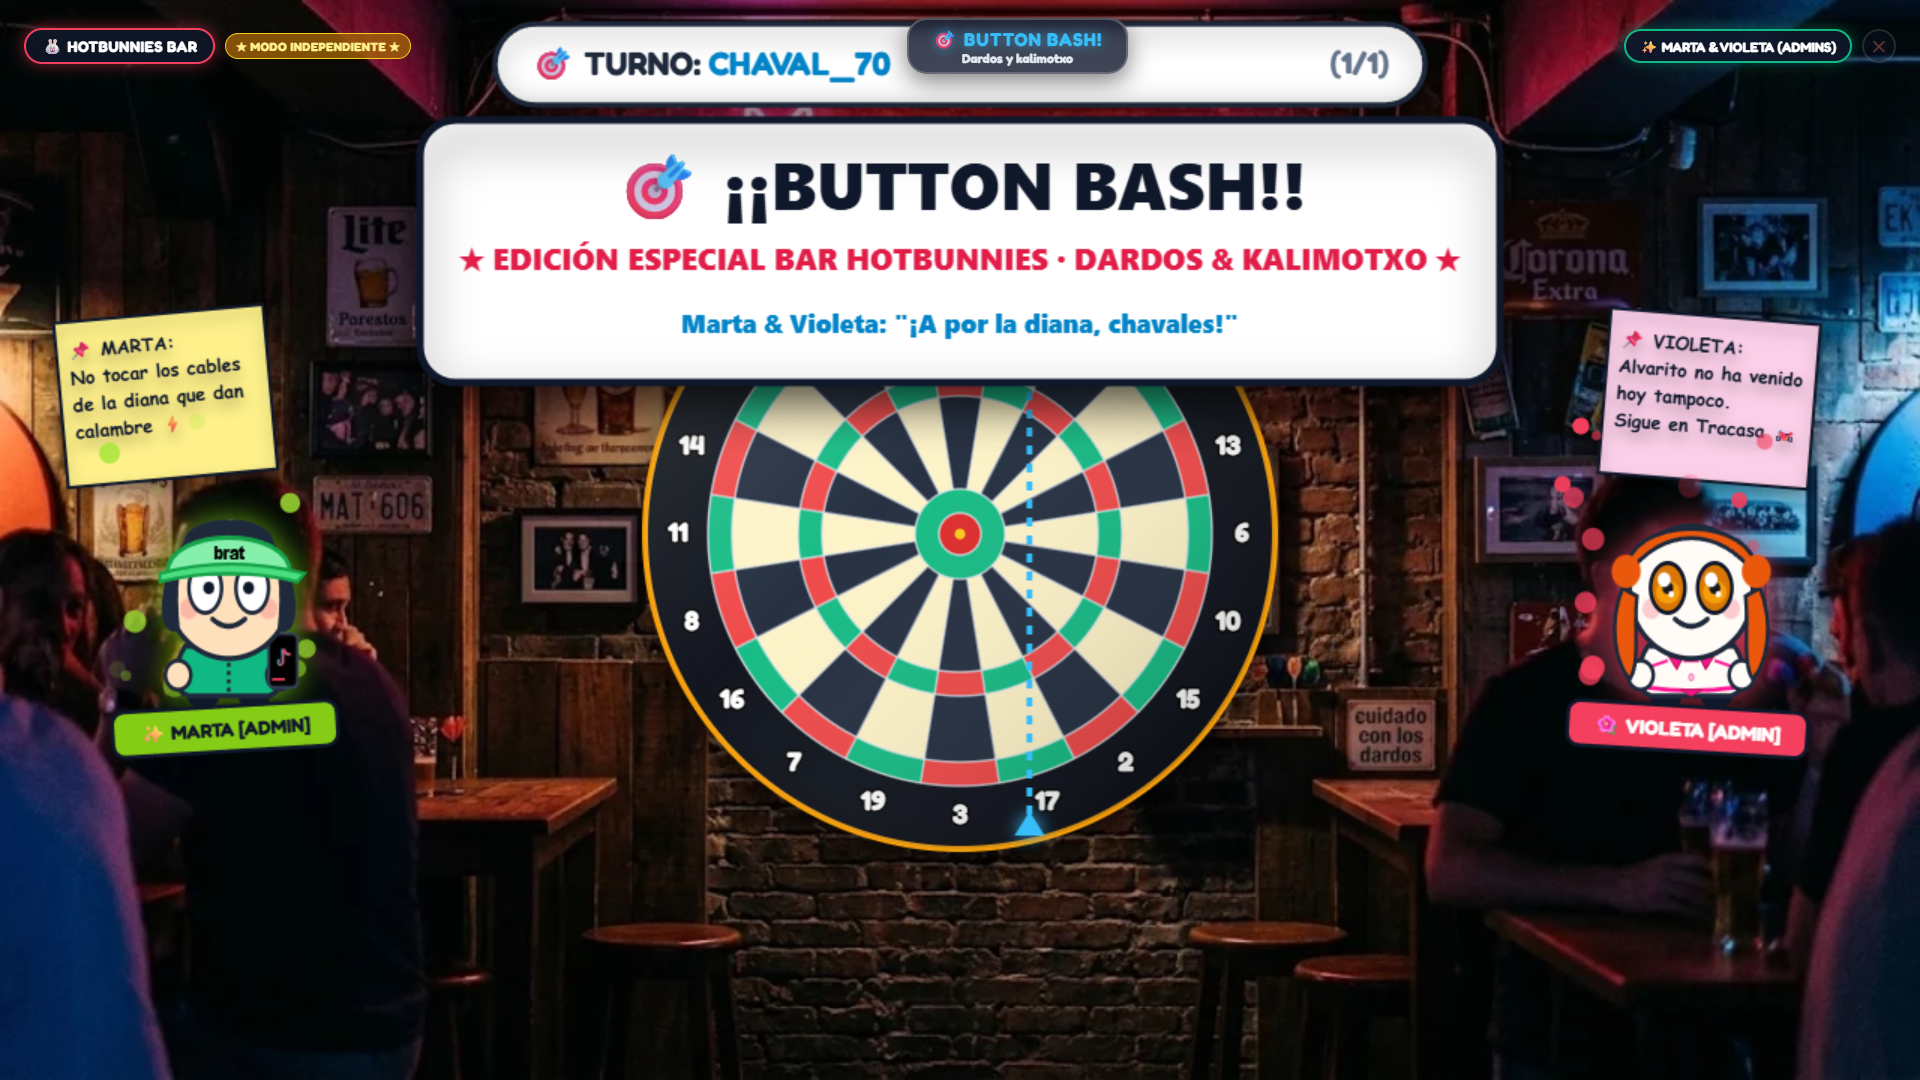 HOTBUNNIES BAR
★ MODO INDEPENDIENTE ★
TURNO: CHAVAL_70
BUTTON BASH!
Dardos y kalimotxo
(1/1)
MARTA & VIOLETA (ADMINS)
¡¡BUTTON BASH!!
★ EDICIÓN ESPECIAL BAR HOTBUNNIES • DARDOS & KALIMOTXO ★
Marta & Violeta: "¡A por la diana, chavales!"
MARTA:
No tocar los cables
de la diana que dan
calambre
VIOLETA:
Alvarito no ha venido
hoy tampoco.
Sigue en Tracasa
Lite
Parestos
Corona
Extra
MAT 606
brat
MARTA [ADMIN]
VIOLETA [ADMIN]
14
13
11
6
8
10
16
15
7
2
19
3
17
cuidado
con los
dardos